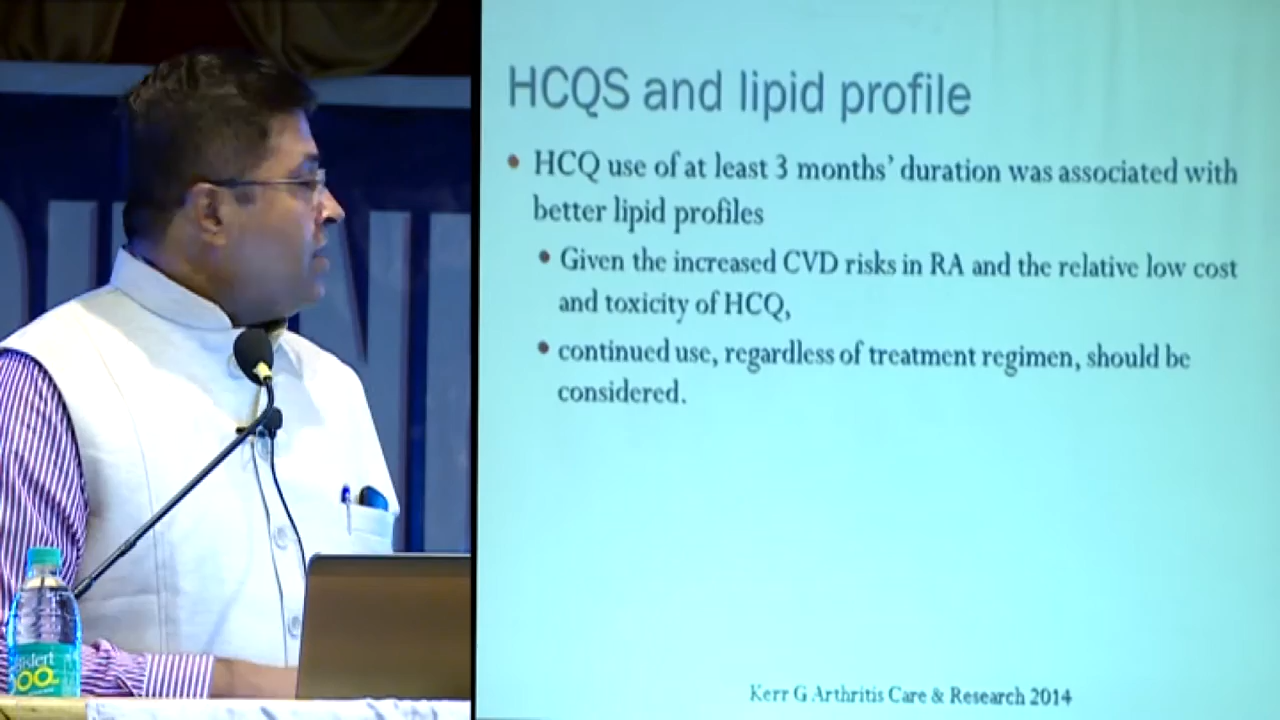 HCQS and lipid profile
• HCQ use of at least 3 months’ duration was associated with
better lipid profiles
• Given the increased CVD risks in RA and the relative low cost
and toxicity of HCQ,
• continued use, regardless of treatment regimen, should be
considered.
Kerr G Arthritis Care & Research 2014